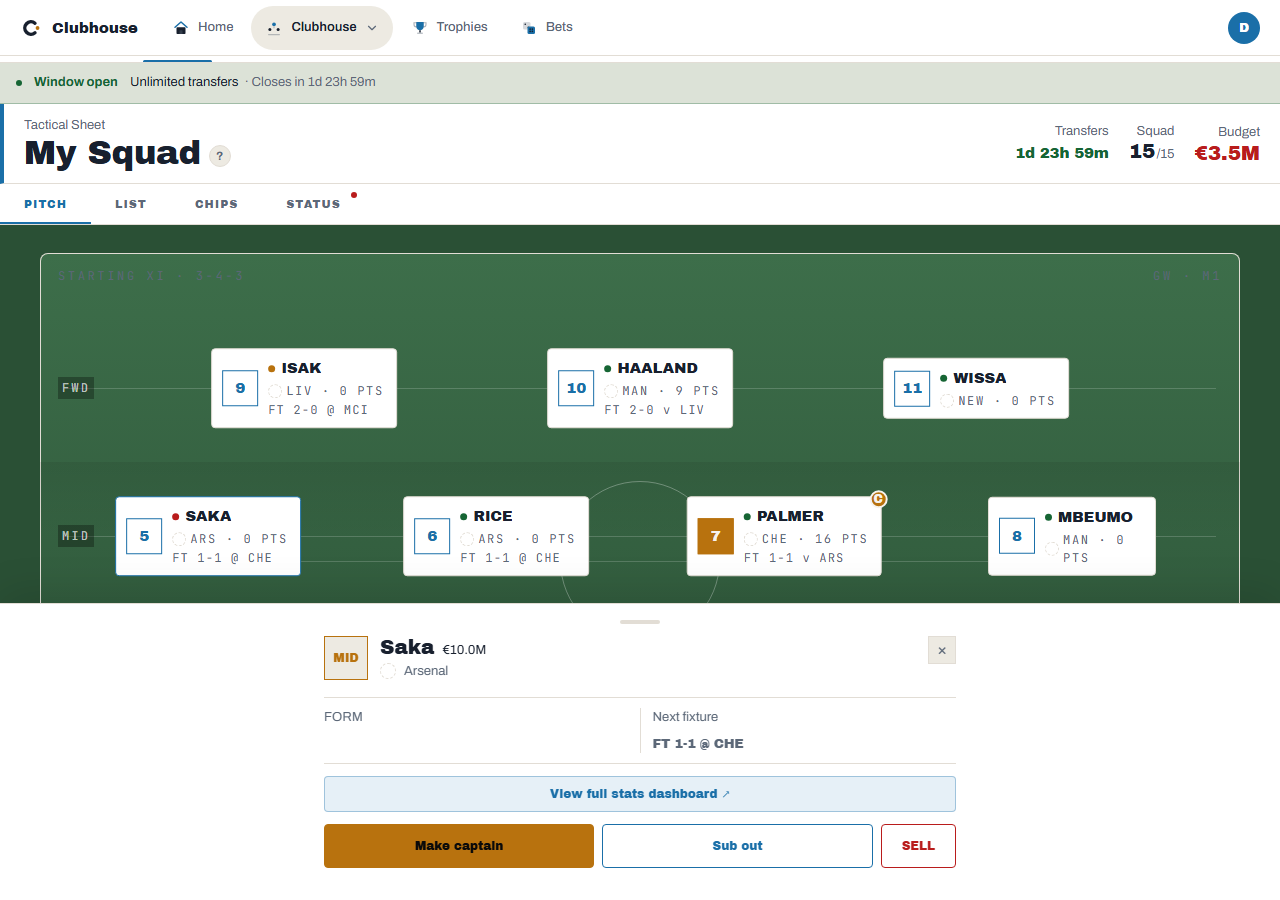 Clubhouse
Home
Clubhouse
Trophies
Bets
D
Window open Unlimited transfers · Closes in 1d 23h 59m
Tactical Sheet
My Squad ?
Transfers
1d 23h 59m
Squad
15/15
Budget
€3.5M
PITCH
LIST
CHIPS
STATUS
STARTING XI · 3-4-3
GW · M1
FWD
9
ISAK
LIV · 0 PTS
FT 2-0 @ MCI
10
HAALAND
MAN · 9 PTS
FT 2-0 v LIV
11
WISSA
NEW · 0 PTS
MID
5
SAKA
ARS · 0 PTS
FT 1-1 @ CHE
6
RICE
ARS · 0 PTS
FT 1-1 @ CHE
C
7
PALMER
CHE · 16 PTS
FT 1-1 v ARS
8
MBEUMO
MAN · 0
PTS
MID
Saka €10.0M
Arsenal
×
FORM
Next fixture
FT 1-1 @ CHE
View full stats dashboard ↗
Make captain
Sub out
SELL